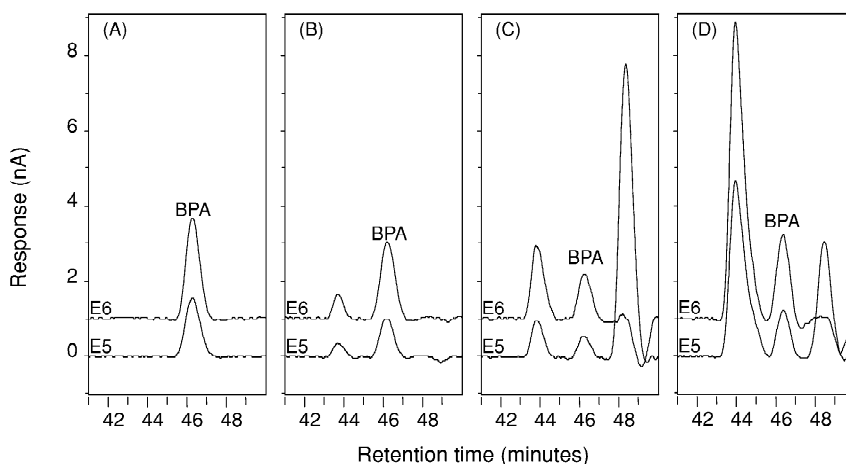 (A) (B) (C) (D)
8
6
4
2
0
Response (nA)
BPA BPA BPA BPA
E6 E6 E6 E6
E5 E5 E5 E5
42 44 46 48 42 44 46 48 42 44 46 48 42 44 46 48
Retention time (minutes)